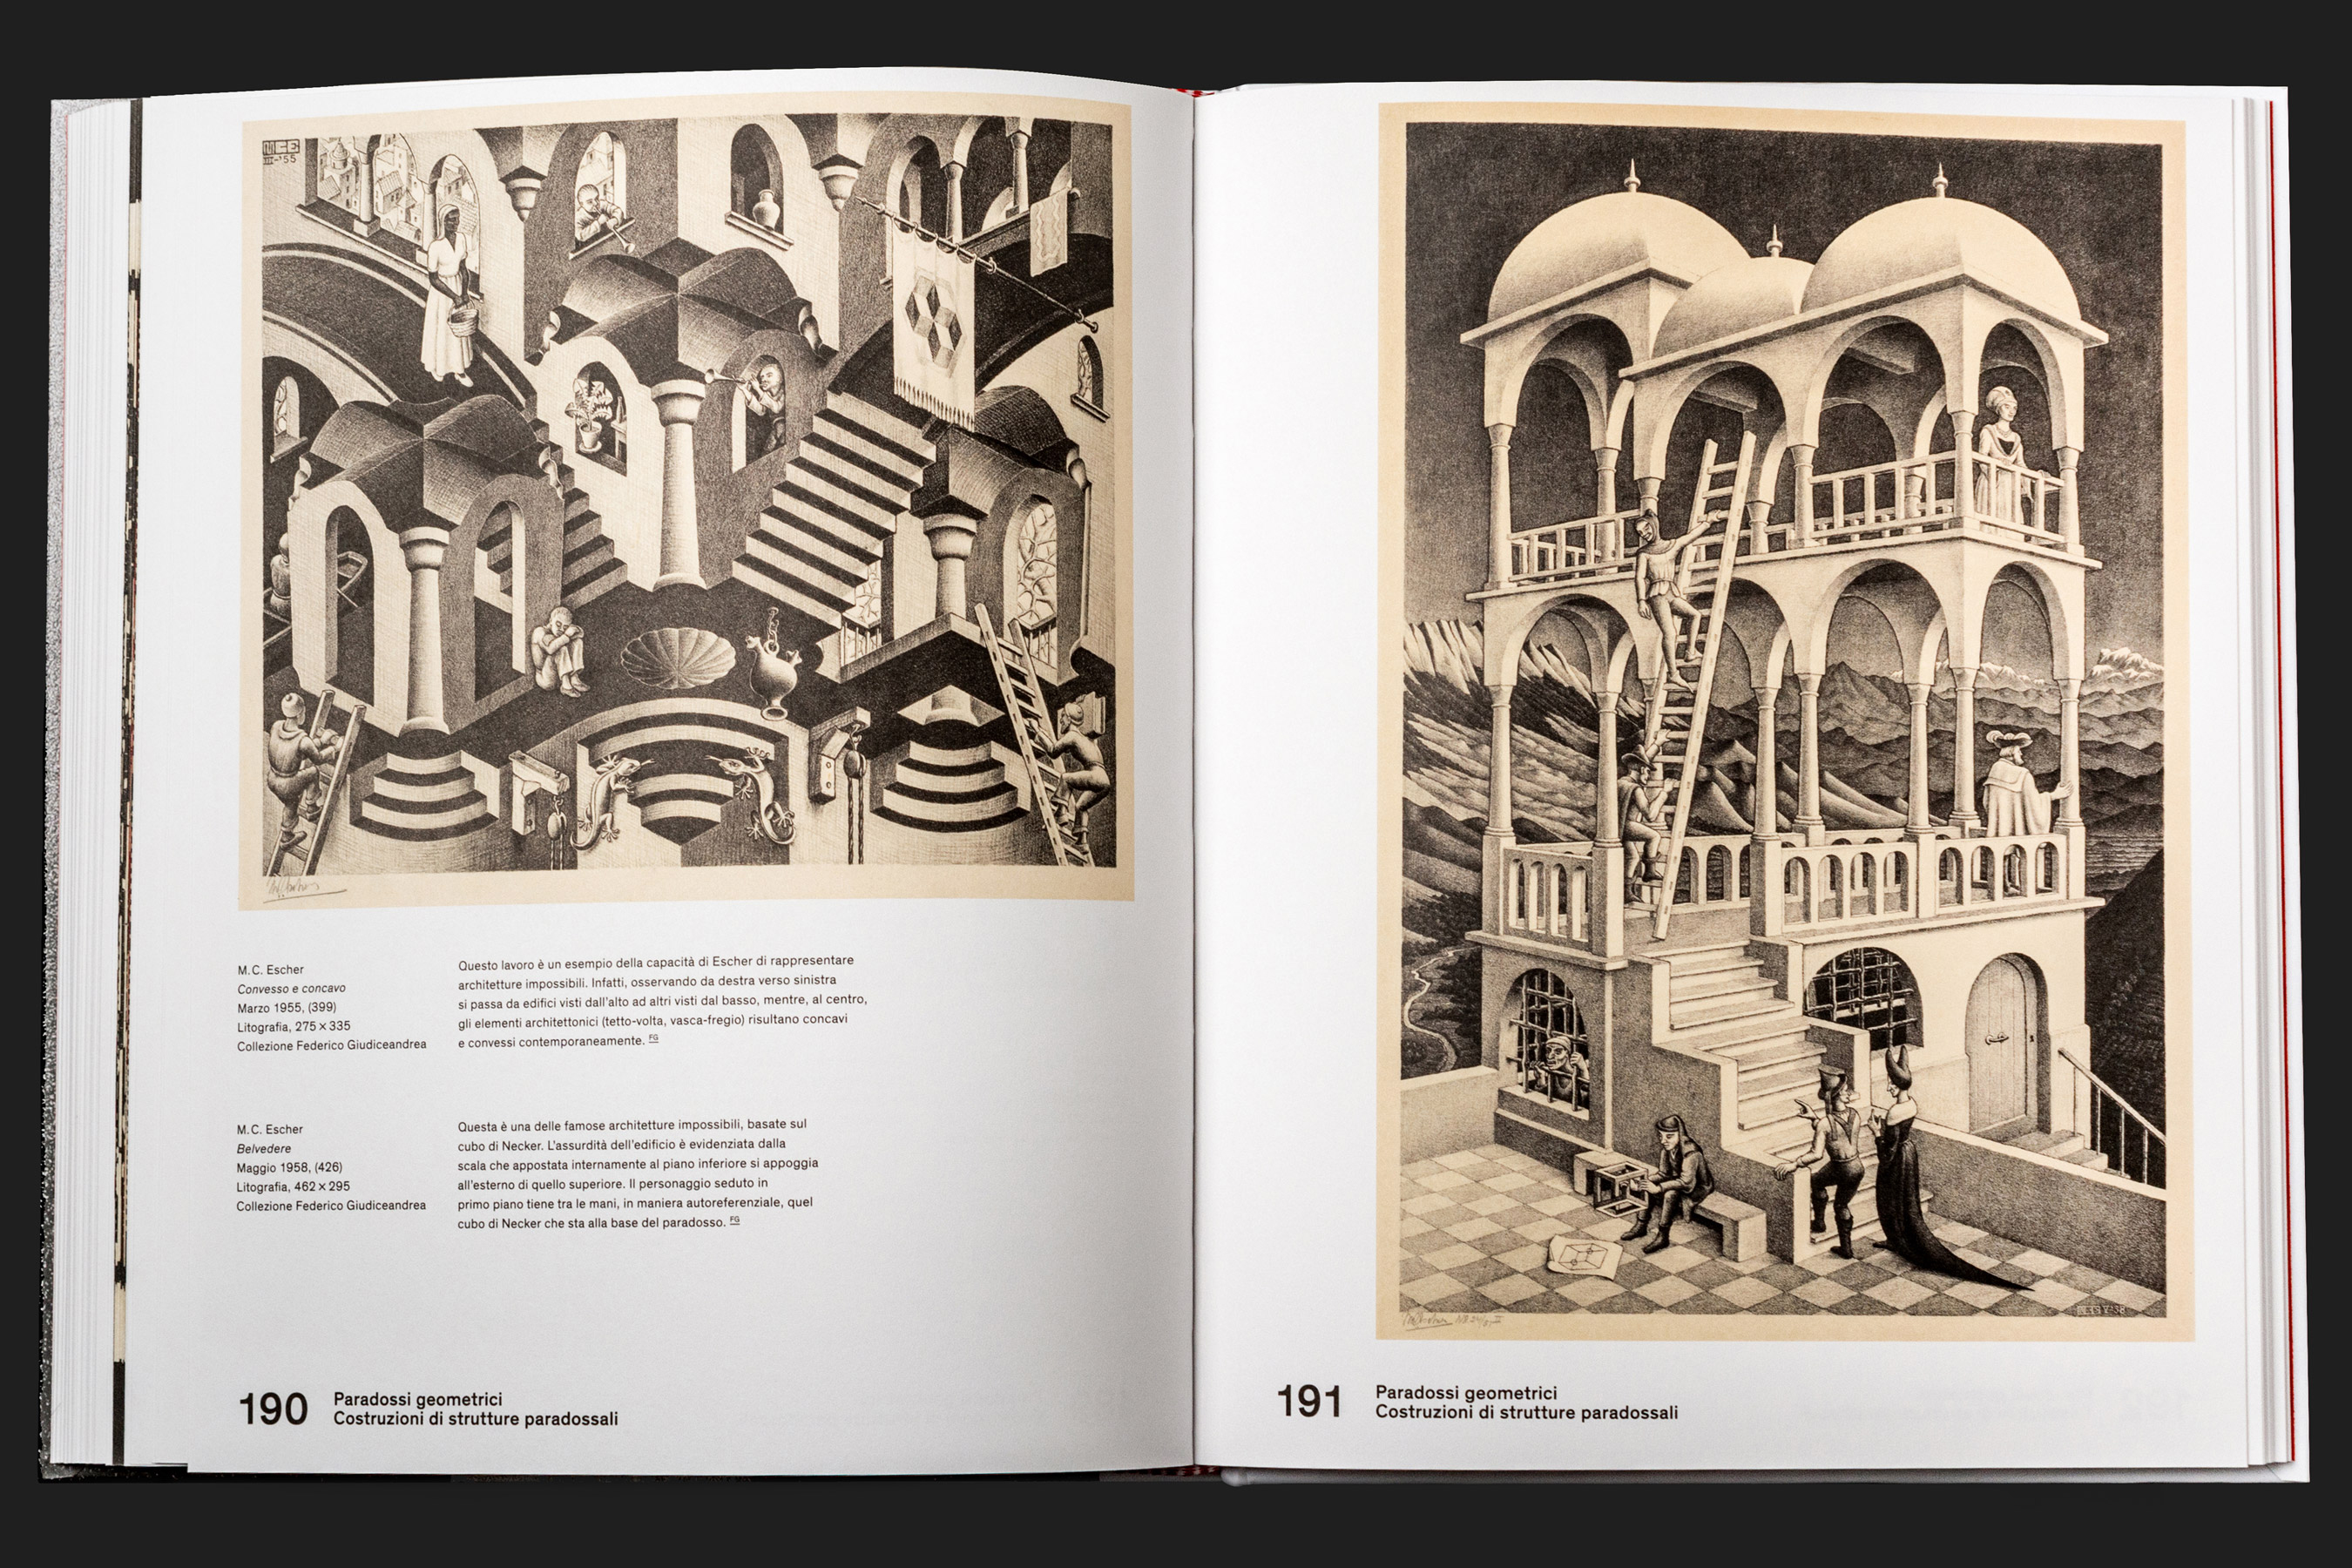 MCE
III-'55
M.C. Escher
Convesso e concavo
Marzo 1955, (399)
Litografia, 275 × 335
Collezione Federico Giudiceandrea
Questo lavoro è un esempio della capacità di Escher di rappresentare
architetture impossibili. Infatti, osservando da destra verso sinistra
si passa da edifici visti dall'alto ad altri visti dal basso, mentre, al centro,
gli elementi architettonici (tetto-volta, vasca-fregio) risultano concavi
e convessi contemporaneamente. FG
M.C. Escher
Belvedere
Maggio 1958, (426)
Litografia, 462 × 295
Collezione Federico Giudiceandrea
Questa è una delle famose architetture impossibili, basate sul
cubo di Necker. L'assurdità dell'edificio è evidenziata dalla
scala che appostata internamente al piano inferiore si appoggia
all'esterno di quello superiore. Il personaggio seduto in
primo piano tiene tra le mani, in maniera autoreferenziale, quel
cubo di Necker che sta alla base del paradosso. FG
190
Paradossi geometrici
Costruzioni di strutture paradossali
191
Paradossi geometrici
Costruzioni di strutture paradossali